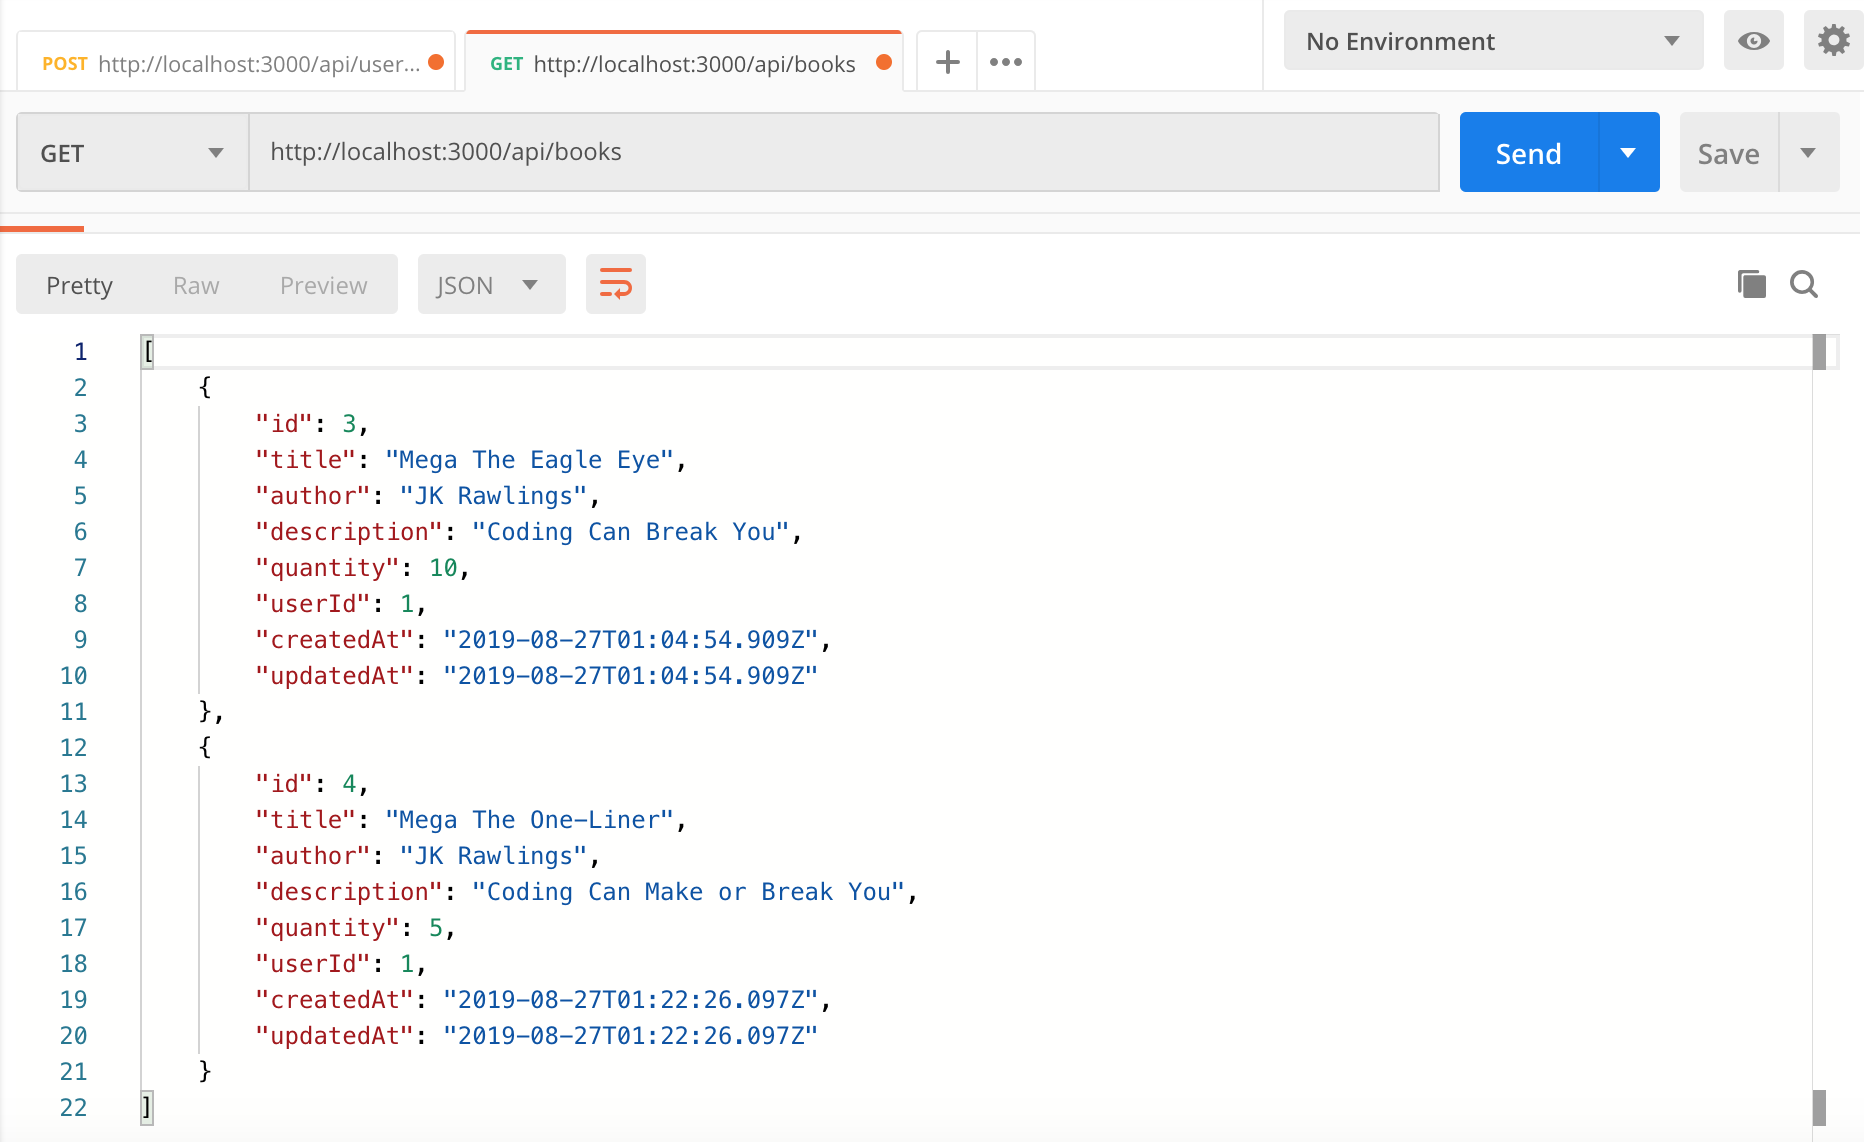 POST http://localhost:3000/api/user...
GET http://localhost:3000/api/books
No Environment
GET http://localhost:3000/api/books Send Save
Pretty Raw Preview JSON
1 [
2 {
3 "id": 3,
4 "title": "Mega The Eagle Eye",
5 "author": "JK Rawlings",
6 "description": "Coding Can Break You",
7 "quantity": 10,
8 "userId": 1,
9 "createdAt": "2019-08-27T01:04:54.909Z",
10 "updatedAt": "2019-08-27T01:04:54.909Z"
11 },
12 {
13 "id": 4,
14 "title": "Mega The One-Liner",
15 "author": "JK Rawlings",
16 "description": "Coding Can Make or Break You",
17 "quantity": 5,
18 "userId": 1,
19 "createdAt": "2019-08-27T01:22:26.097Z",
20 "updatedAt": "2019-08-27T01:22:26.097Z"
21 }
22 ]